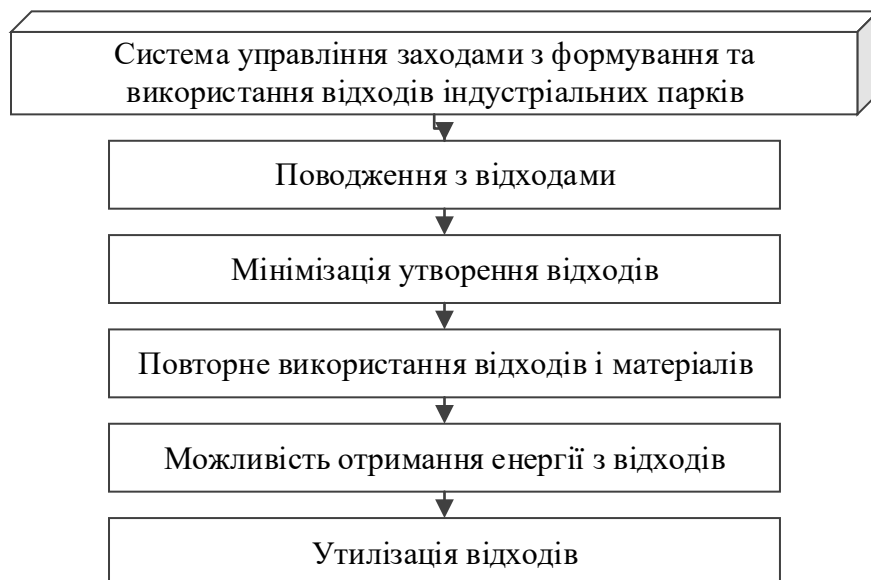 Система управління заходами з формування та
використання відходів індустріальних парків
Поводження з відходами
Мінімізація утворення відходів
Повторне використання відходів і матеріалів
Можливість отримання енергії з відходів
Утилізація відходів